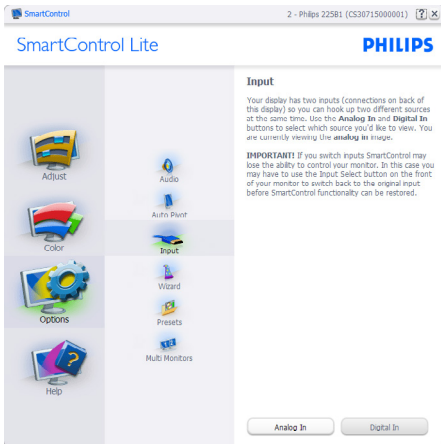 SmartControl
2 - Philips 225B1 (CS30715000001) ? X
SmartControl Lite
PHILIPS
Adjust
Color
Options
Help
Audio
Auto Pivot
Input
Wizard
Presets
Multi Monitors
Input
Your display has two inputs (connections on back of
this display) so you can hook up two different sources
at the same time. Use the Analog In and Digital In
buttons to select which source you'd like to view. You
are currently viewing the analog image.
IMPORTANT! If you switch inputs SmartControl may
lose the ability to control your monitor. In this case you
may have to use the Input Select button on the front
of your monitor to switch back to the original input
before SmartControl functionality can be restored.
Analog In
Digital In